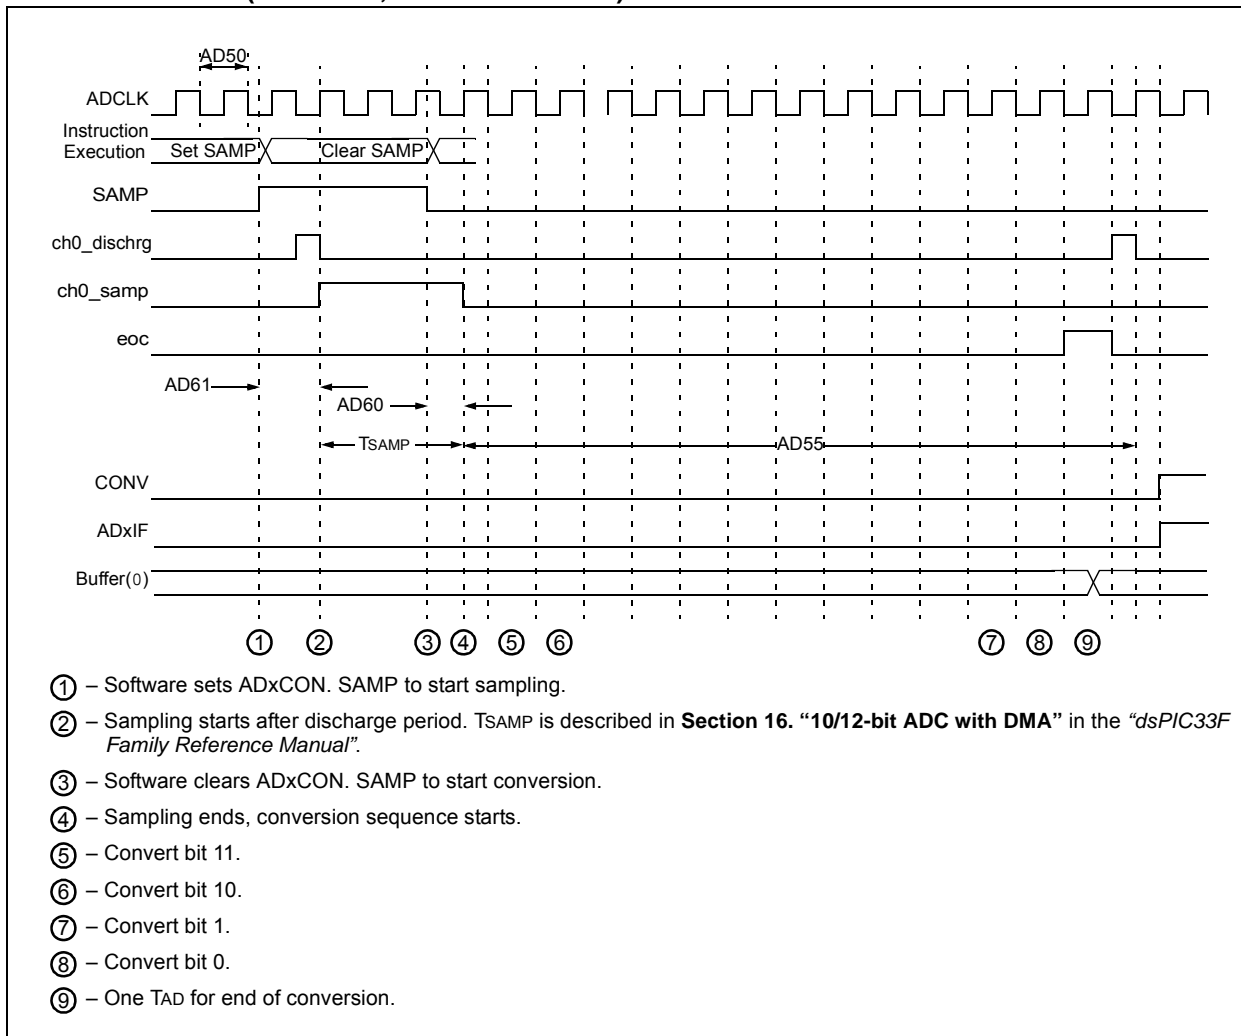 AD50
ADCLK
Instruction
Execution
Set SAMP
Clear SAMP
SAMP
ch0_dischrg
ch0_samp
eoc
AD61
AD60
TSAMP
AD55
CONV
ADxIF
Buffer(0)
1 2 3 4 5 6 7 8 9
1 – Software sets ADxCON. SAMP to start sampling.
2 – Sampling starts after discharge period. TSAMP is described in Section 16. “10/12-bit ADC with DMA” in the “dsPIC33F
Family Reference Manual”.
3 – Software clears ADxCON. SAMP to start conversion.
4 – Sampling ends, conversion sequence starts.
5 – Convert bit 11.
6 – Convert bit 10.
7 – Convert bit 1.
8 – Convert bit 0.
9 – One TAD for end of conversion.